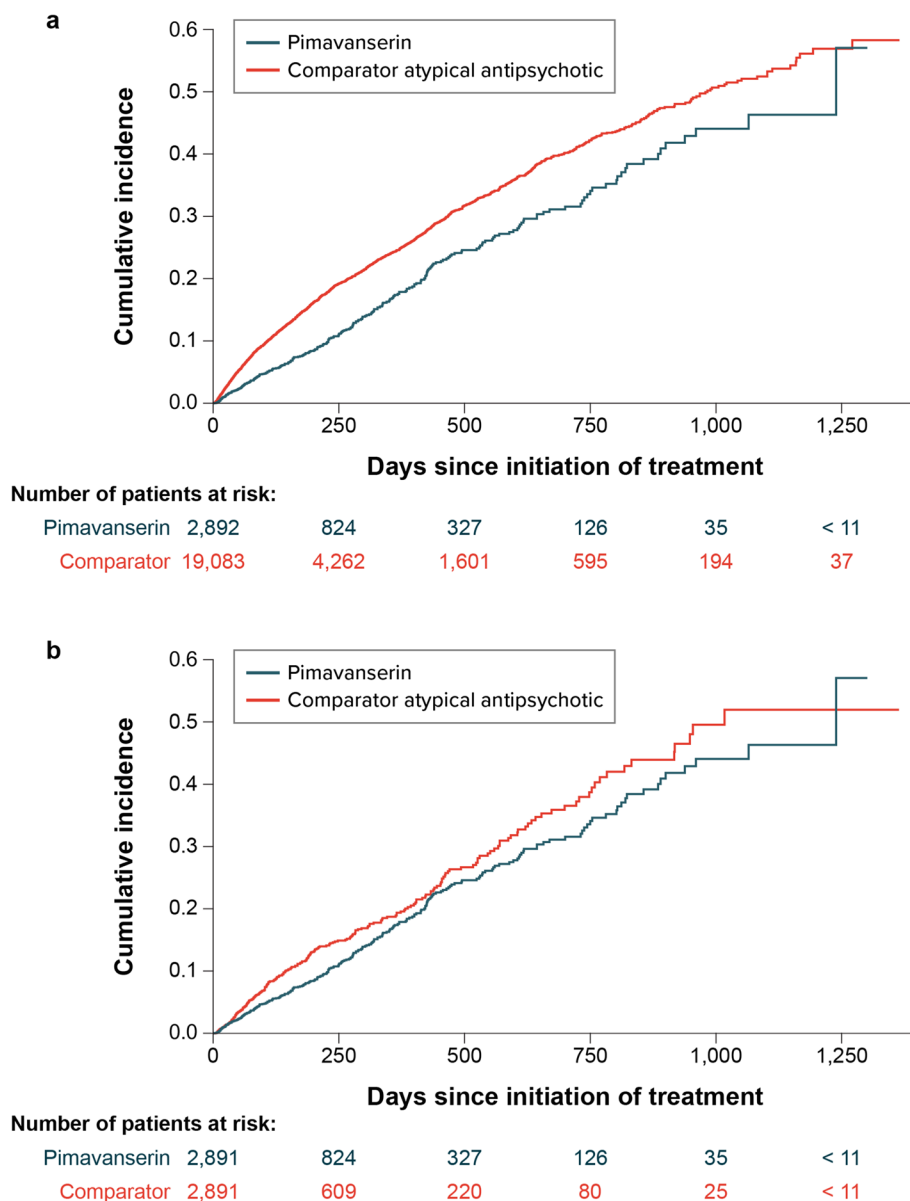 a
Pimavanserin
Comparator atypical antipsychotic
Cumulative incidence
0.6
0.5
0.4
0.3
0.2
0.1
0.0
0 250 500 750 1,000 1,250
Days since initiation of treatment
Number of patients at risk:
Pimavanserin 2,892 824 327 126 35 < 11
Comparator 19,083 4,262 1,601 595 194 37
b
Pimavanserin
Comparator atypical antipsychotic
Cumulative incidence
0.6
0.5
0.4
0.3
0.2
0.1
0.0
0 250 500 750 1,000 1,250
Days since initiation of treatment
Number of patients at risk:
Pimavanserin 2,891 824 327 126 35 < 11
Comparator 2,891 609 220 80 25 < 11